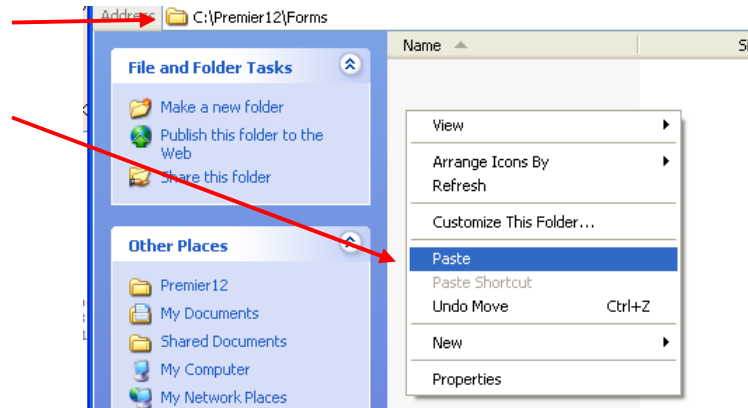 Address C:\Premier12\Forms
Name
File and Folder Tasks
Make a new folder
Publish this folder to the
Web
Share this folder
Other Places
Premier12
My Documents
Shared Documents
My Computer
My Network Places
View
Arrange Icons By
Refresh
Customize This Folder...
Paste
Paste Shortcut
Undo Move Ctrl+Z
New
Properties